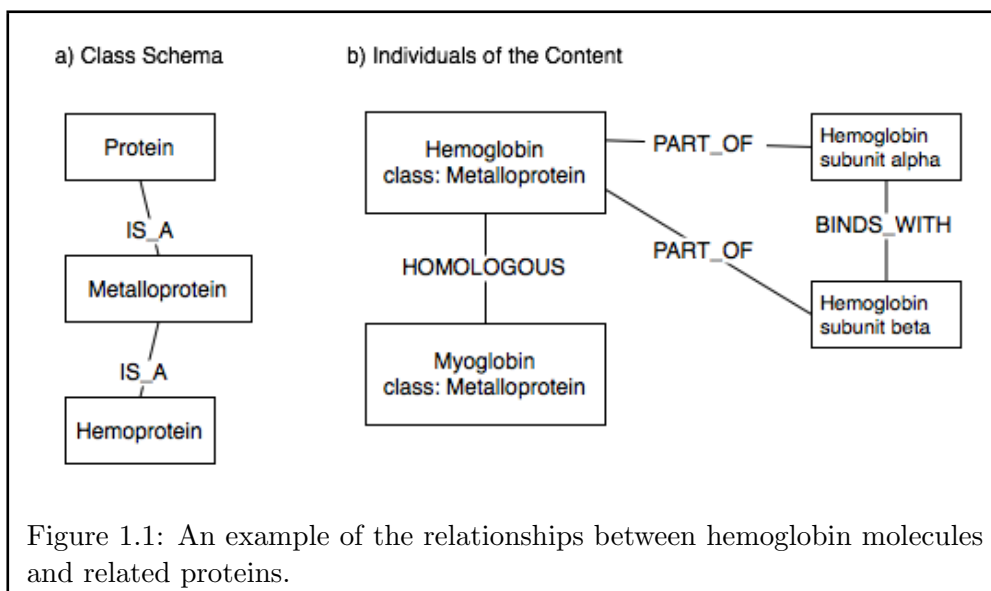 a) Class Schema
Protein
IS_A
Metalloprotein
IS_A
Hemoprotein
b) Individuals of the Content
Hemoglobin
class: Metalloprotein
PART_OF
Hemoglobin
subunit alpha
HOMOLOGOUS
PART_OF
BINDS_WITH
Myoglobin
class: Metalloprotein
Hemoglobin
subunit beta
Figure 1.1: An example of the relationships between hemoglobin molecules
and related proteins.